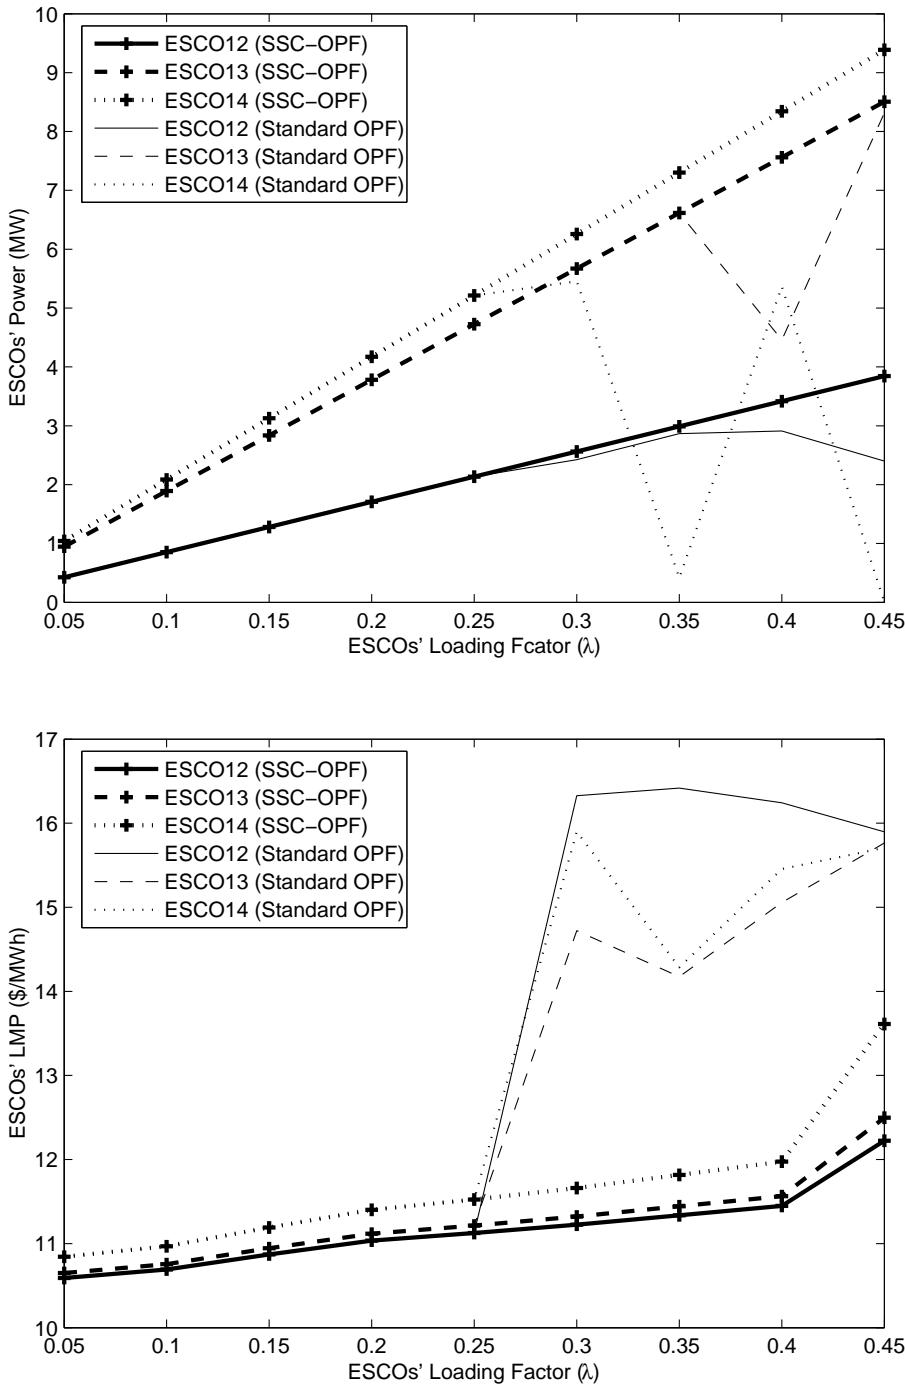 10
9
8
7
6
5
4
3
2
1
0
ESCOs' Power (MW)
ESCO12 (SSC−OPF)
ESCO13 (SSC−OPF)
ESCO14 (SSC−OPF)
ESCO12 (Standard OPF)
ESCO13 (Standard OPF)
ESCO14 (Standard OPF)
0.05 0.1 0.15 0.2 0.25 0.3 0.35 0.4 0.45
ESCOs' Loading Fcator (λ)
17
16
15
14
13
12
11
10
ESCOs' LMP ($/MWh)
ESCO12 (SSC−OPF)
ESCO13 (SSC−OPF)
ESCO14 (SSC−OPF)
ESCO12 (Standard OPF)
ESCO13 (Standard OPF)
ESCO14 (Standard OPF)
0.05 0.1 0.15 0.2 0.25 0.3 0.35 0.4 0.45
ESCOs' Loading Factor (λ)